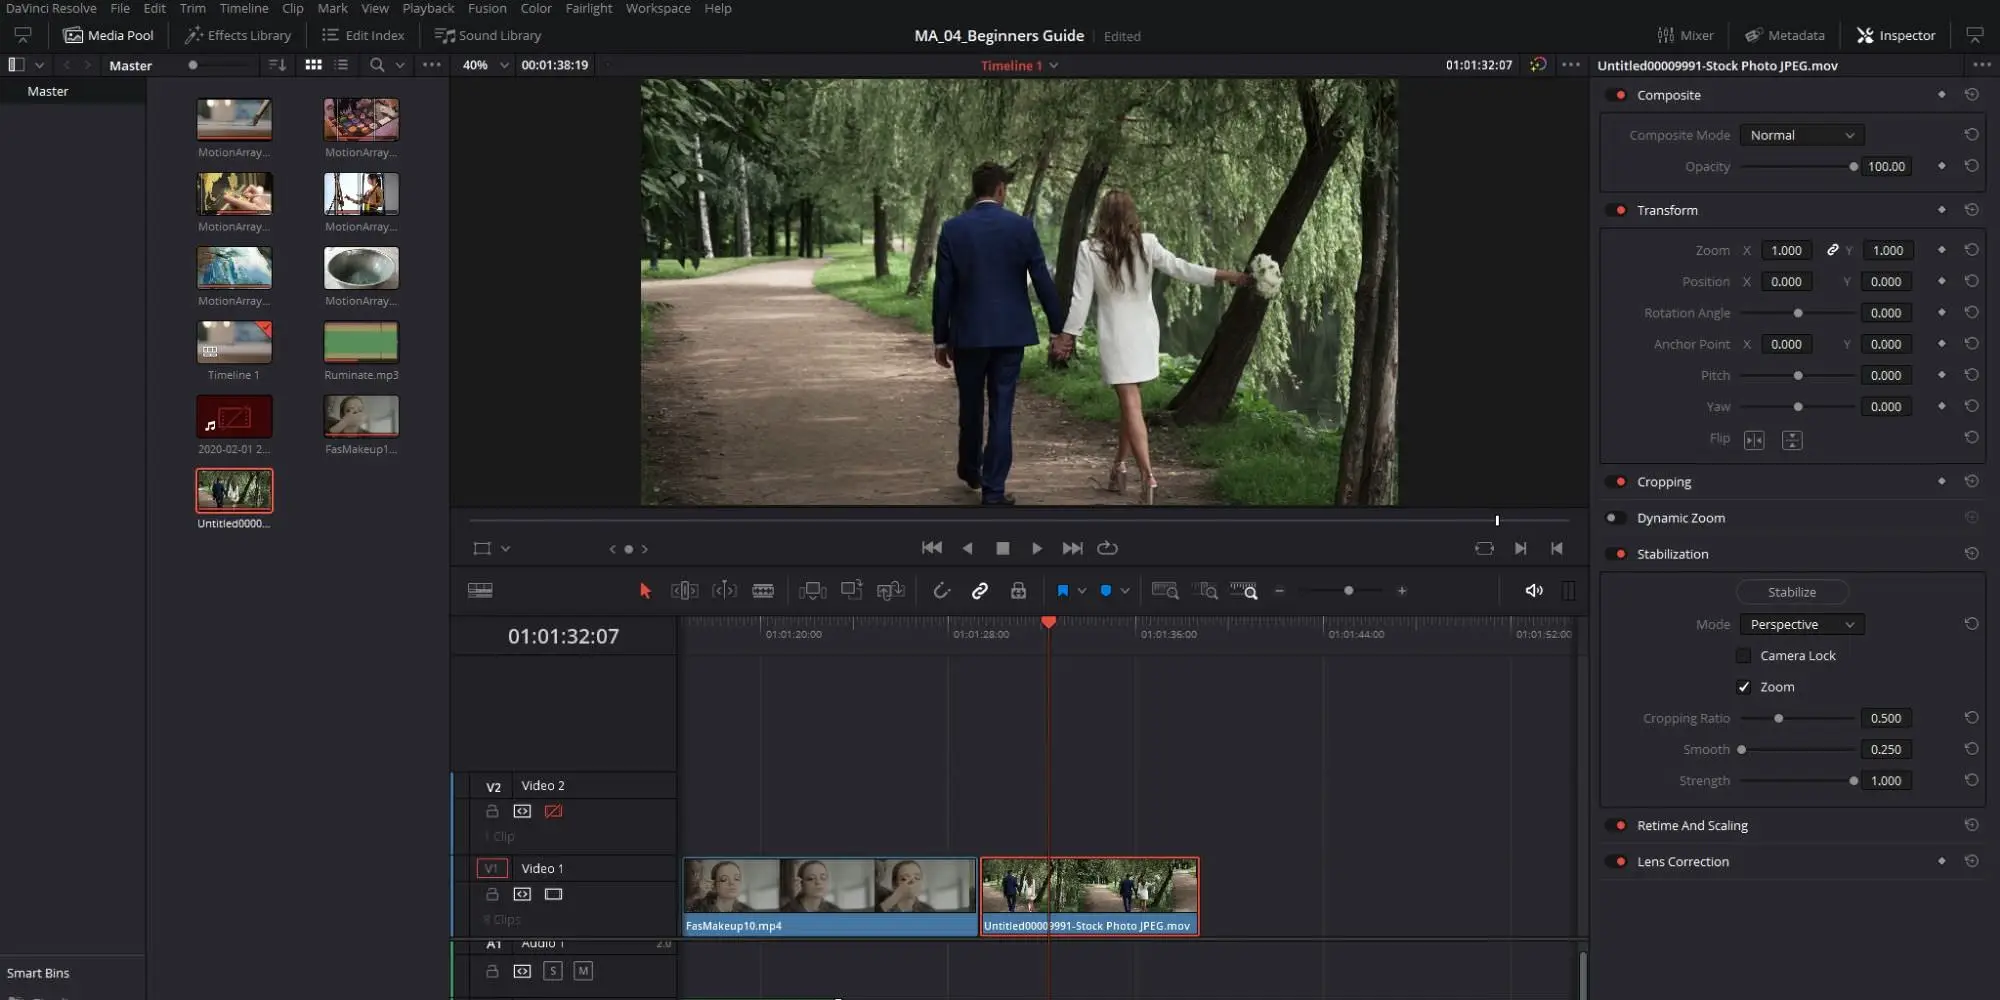 DaVinci Resolve File Edit Trim Timeline Clip Mark View Playback Fusion Color Fairlight Workspace Help
Media Pool Effects Library Edit Index Sound Library MA_04_Beginners Guide Edited Mixer Metadata Inspector
Master 40% 00:01:38:19 Timeline 1 01:01:32:07 Untitled00009991-Stock Photo JPEG.mov
Master
MotionArray... MotionArray...
MotionArray... MotionArray...
MotionArray... MotionArray...
Timeline 1 Ruminate.mp3
2020-02-01 2... FasMakeup1...
Untitled0000...
Smart Bins
Composite
Composite Mode Normal
Opacity 100.00
Transform
Zoom X 1.000 Y 1.000
Position X 0.000 Y 0.000
Rotation Angle 0.000
Anchor Point X 0.000 Y 0.000
Pitch 0.000
Yaw 0.000
Flip
Cropping
Dynamic Zoom
Stabilization
Stabilize
Mode Perspective
Camera Lock
Zoom
Cropping Ratio 0.500
Smooth 0.250
Strength 1.000
Retime And Scaling
Lens Correction
01:01:32:07 01:01:20:00 01:01:28:00 01:01:36:00 01:01:44:00 01:01:52:00
V2 Video 2
1 Clip
V1 Video 1
8 Clips
FasMakeup10.mp4 Untitled00009991-Stock Photo JPEG.mov
A1 Audio 1 2.0
S M